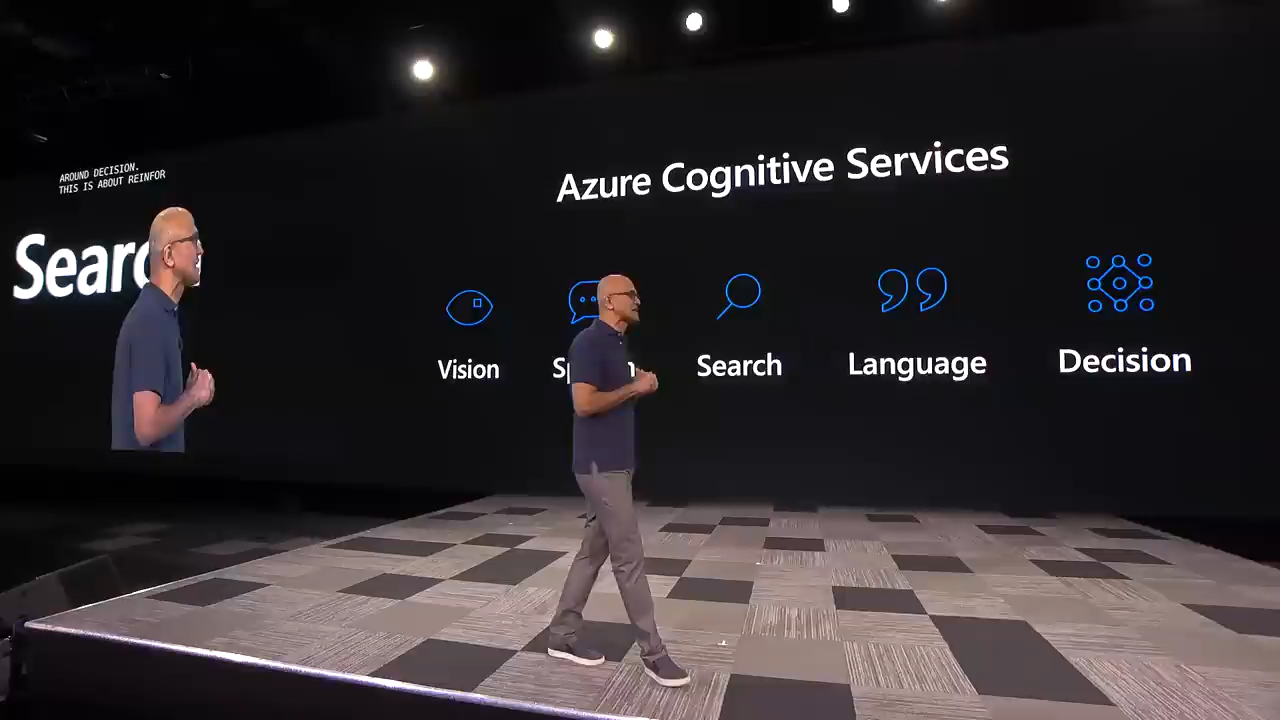 AROUND DECISION.
THIS IS ABOUT REINFOR
Azure Cognitive Services
Vision
Search
Language
Decision